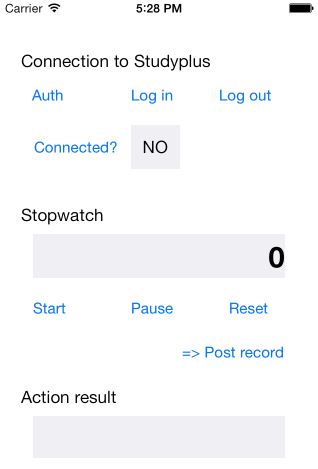 Carrier 5:28 PM
Connection to Studyplus
Auth Log in Log out
Connected? NO
Stopwatch
0
Start Pause Reset
=> Post record
Action result